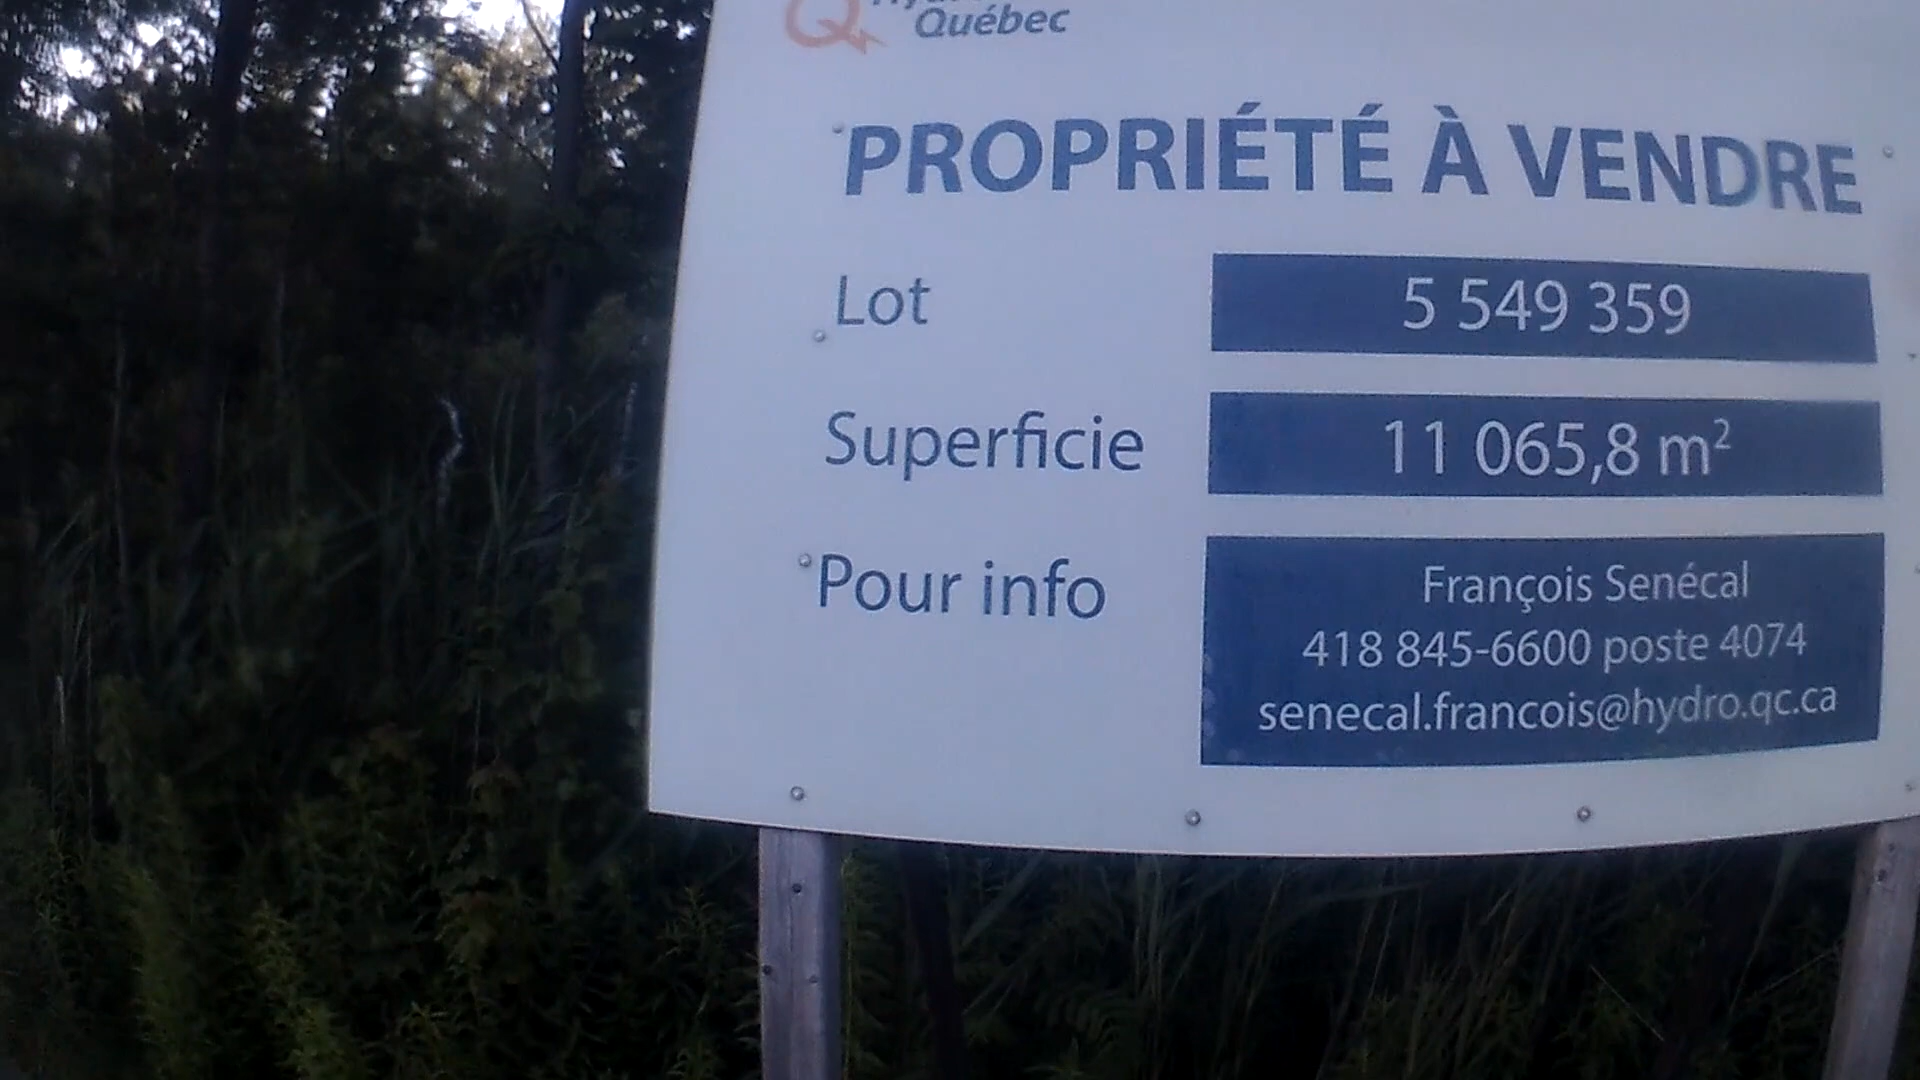 Québec
PROPRIÉTÉ À VENDRE
Lot 5 549 359
Superficie 11 065,8 m²
Pour info
François Senécal
418 845-6600 poste 4074
senecal.francois@hydro.qc.ca